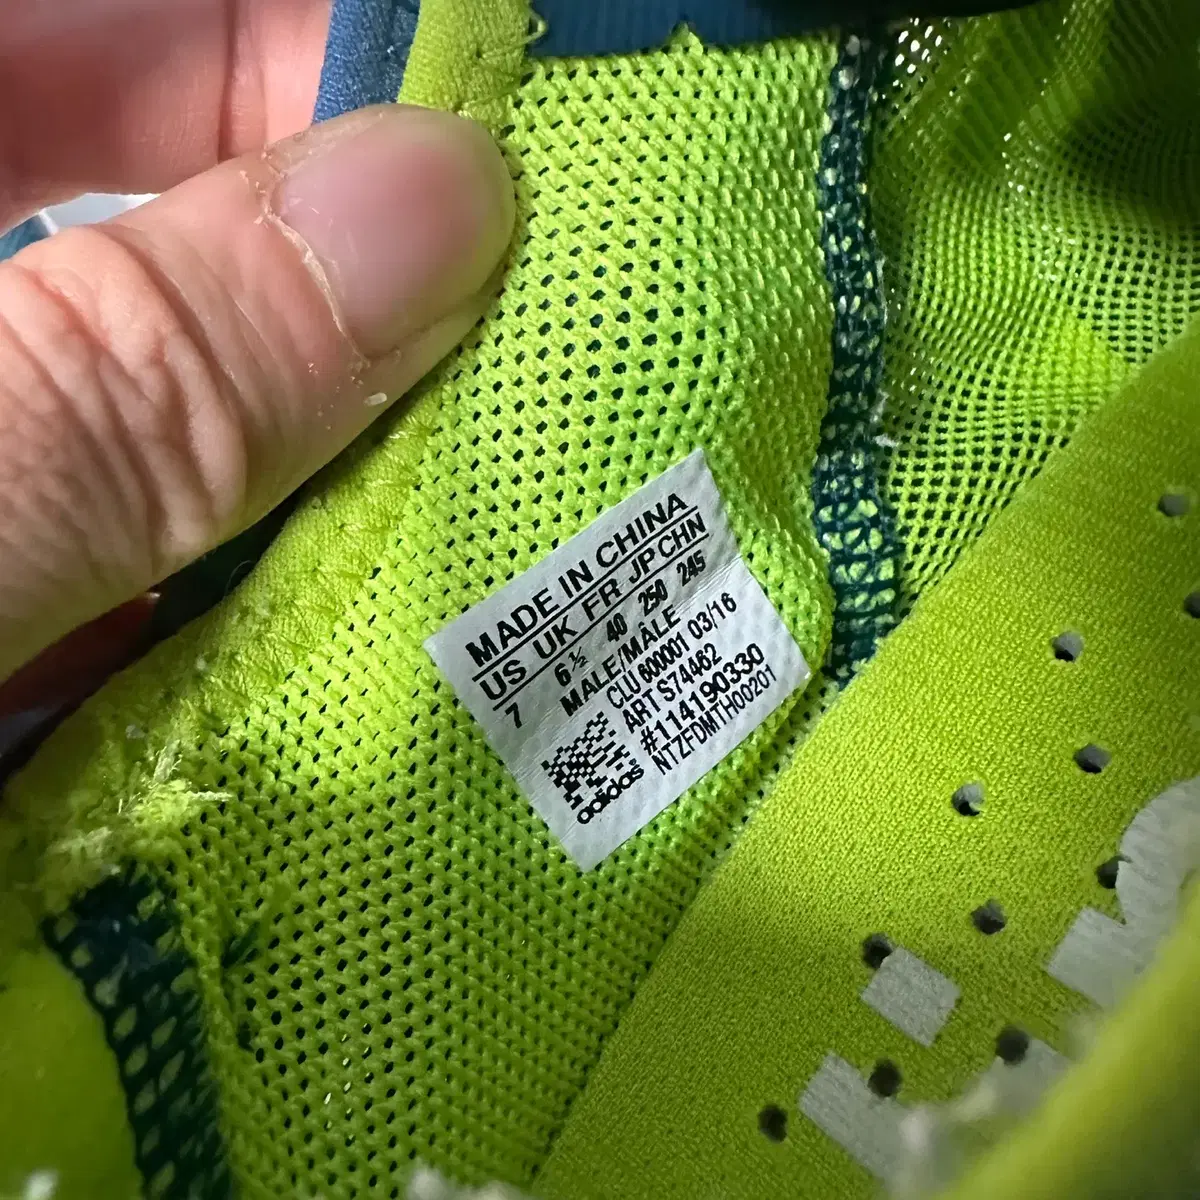 MADE IN CHINA
US UK FR JP CHN
7 6½ 40 250 245
MALE/MALE
CLU 600001 03/16
ART S74462
#114190330
NTZFDMTH00201
adidas